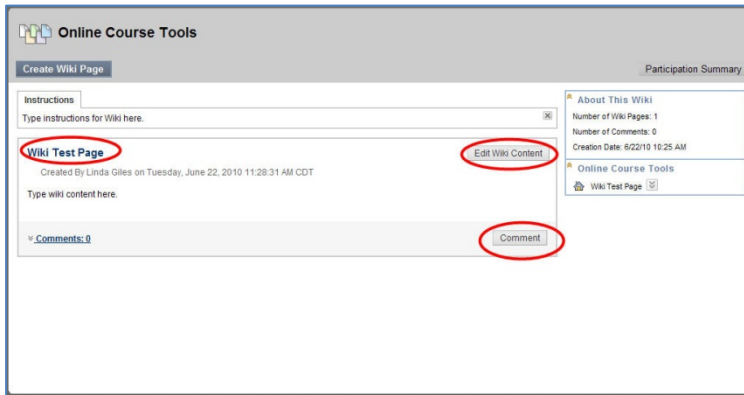 Online Course Tools
Create Wiki Page
Participation Summary
Instructions
Type instructions for Wiki here.
Wiki Test Page
Edit Wiki Content
Created By Linda Giles on Tuesday, June 22, 2010 11:28:31 AM CDT
Type wiki content here.
Comments: 0
Comment
About This Wiki
Number of Wiki Pages: 1
Number of Comments: 0
Creation Date: 6/22/10 10:25 AM
Online Course Tools
Wiki Test Page